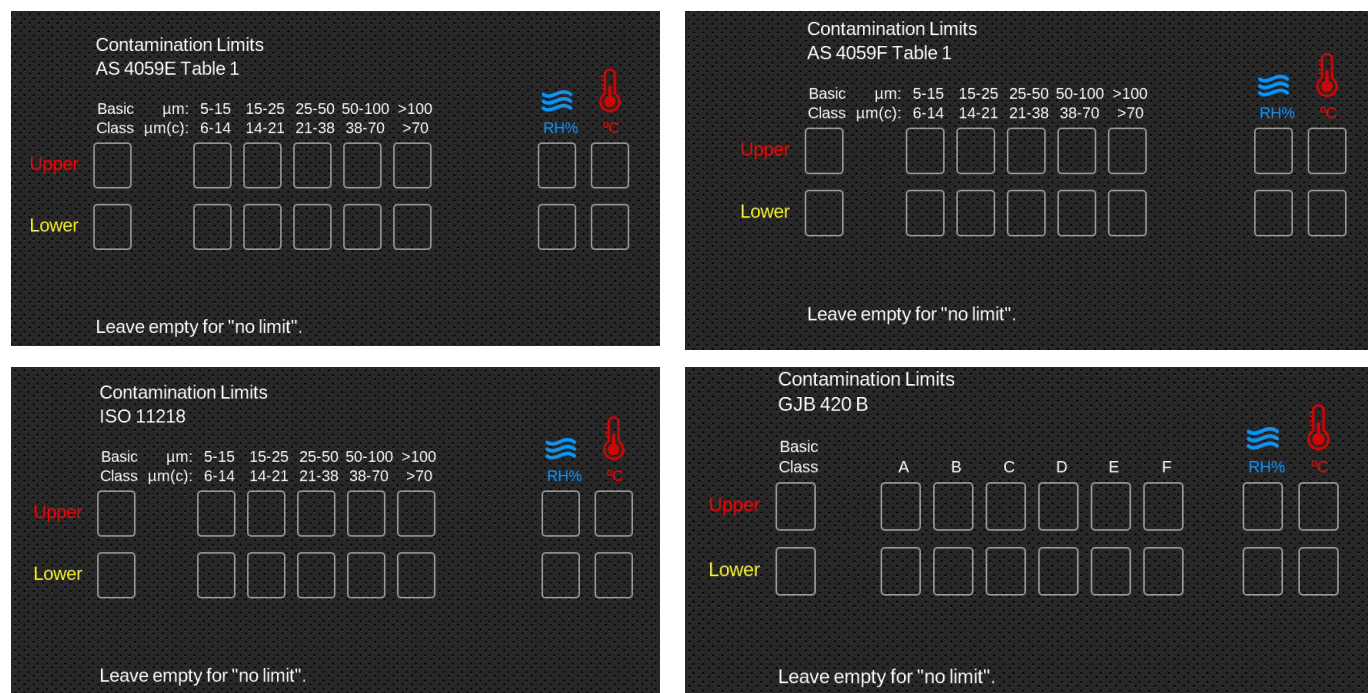 Contamination Limits
AS 4059E Table 1
Basic µm: 5-15 15-25 25-50 50-100 >100
Class µm(c): 6-14 14-21 21-38 38-70 >70
RH% ºC
Upper
Lower
Leave empty for "no limit".
Contamination Limits
AS 4059F Table 1
Basic µm: 5-15 15-25 25-50 50-100 >100
Class µm(c): 6-14 14-21 21-38 38-70 >70
RH% ºC
Upper
Lower
Leave empty for "no limit".
Contamination Limits
ISO 11218
Basic µm: 5-15 15-25 25-50 50-100 >100
Class µm(c): 6-14 14-21 21-38 38-70 >70
RH% ºC
Upper
Lower
Leave empty for "no limit".
Contamination Limits
GJB 420 B
Basic
Class A B C D E F
RH% ºC
Upper
Lower
Leave empty for "no limit".